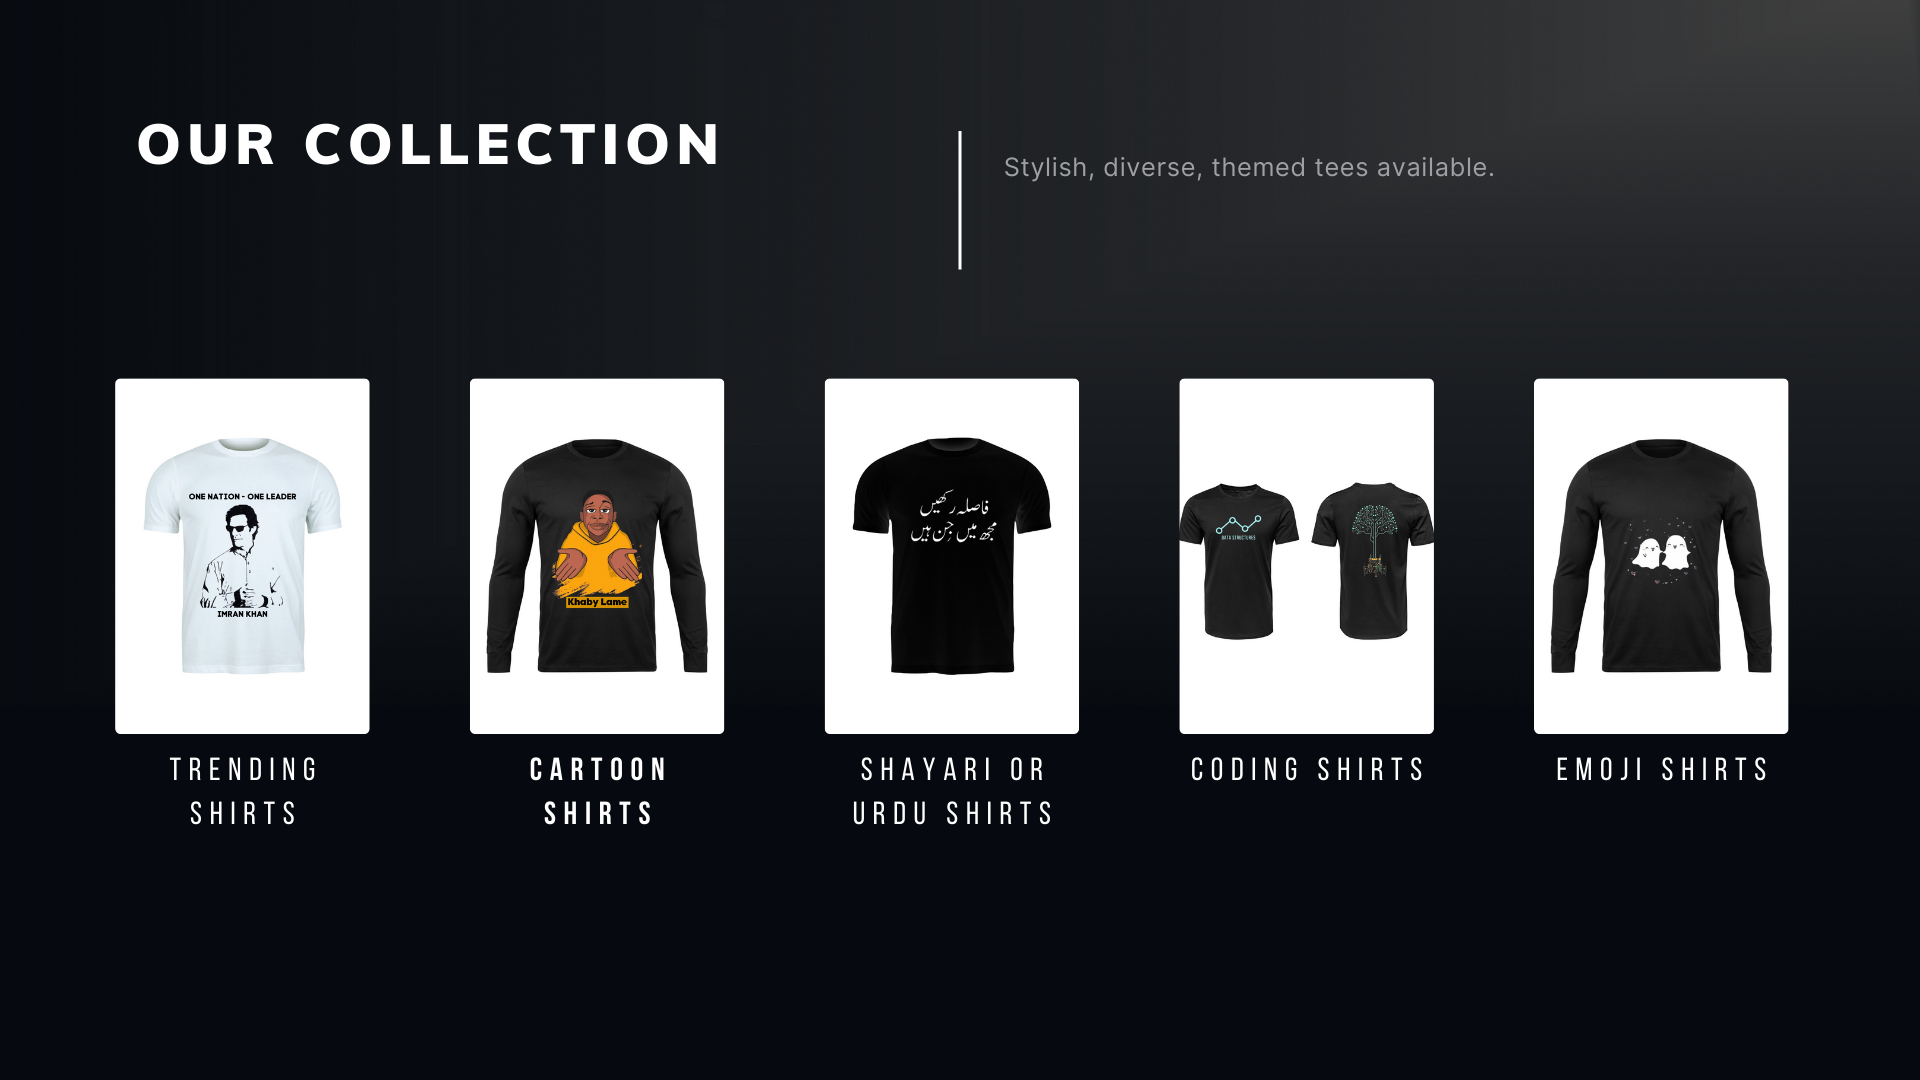 OUR COLLECTION
Stylish, diverse, themed tees available.
ONE NATION - ONE LEADER
IMRAN KHAN
Khaby Lame
فاصلہ رکھیں
مجھ میں جن ہیں
DATA STRUCTURES
TRENDING
SHIRTS
CARTOON
SHIRTS
SHAYARI OR
URDU SHIRTS
CODING SHIRTS
EMOJI SHIRTS